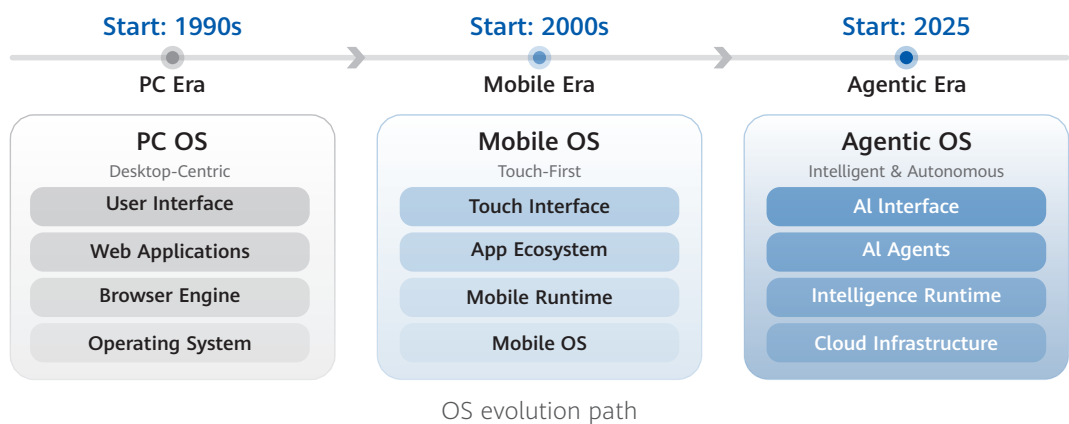 Start: 1990s
Start: 2000s
Start: 2025
PC Era
Mobile Era
Agentic Era
PC OS
Desktop-Centric
User Interface
Web Applications
Browser Engine
Operating System
Mobile OS
Touch-First
Touch Interface
App Ecosystem
Mobile Runtime
Mobile OS
Agentic OS
Intelligent & Autonomous
AI Interface
AI Agents
Intelligence Runtime
Cloud Infrastructure
OS evolution path